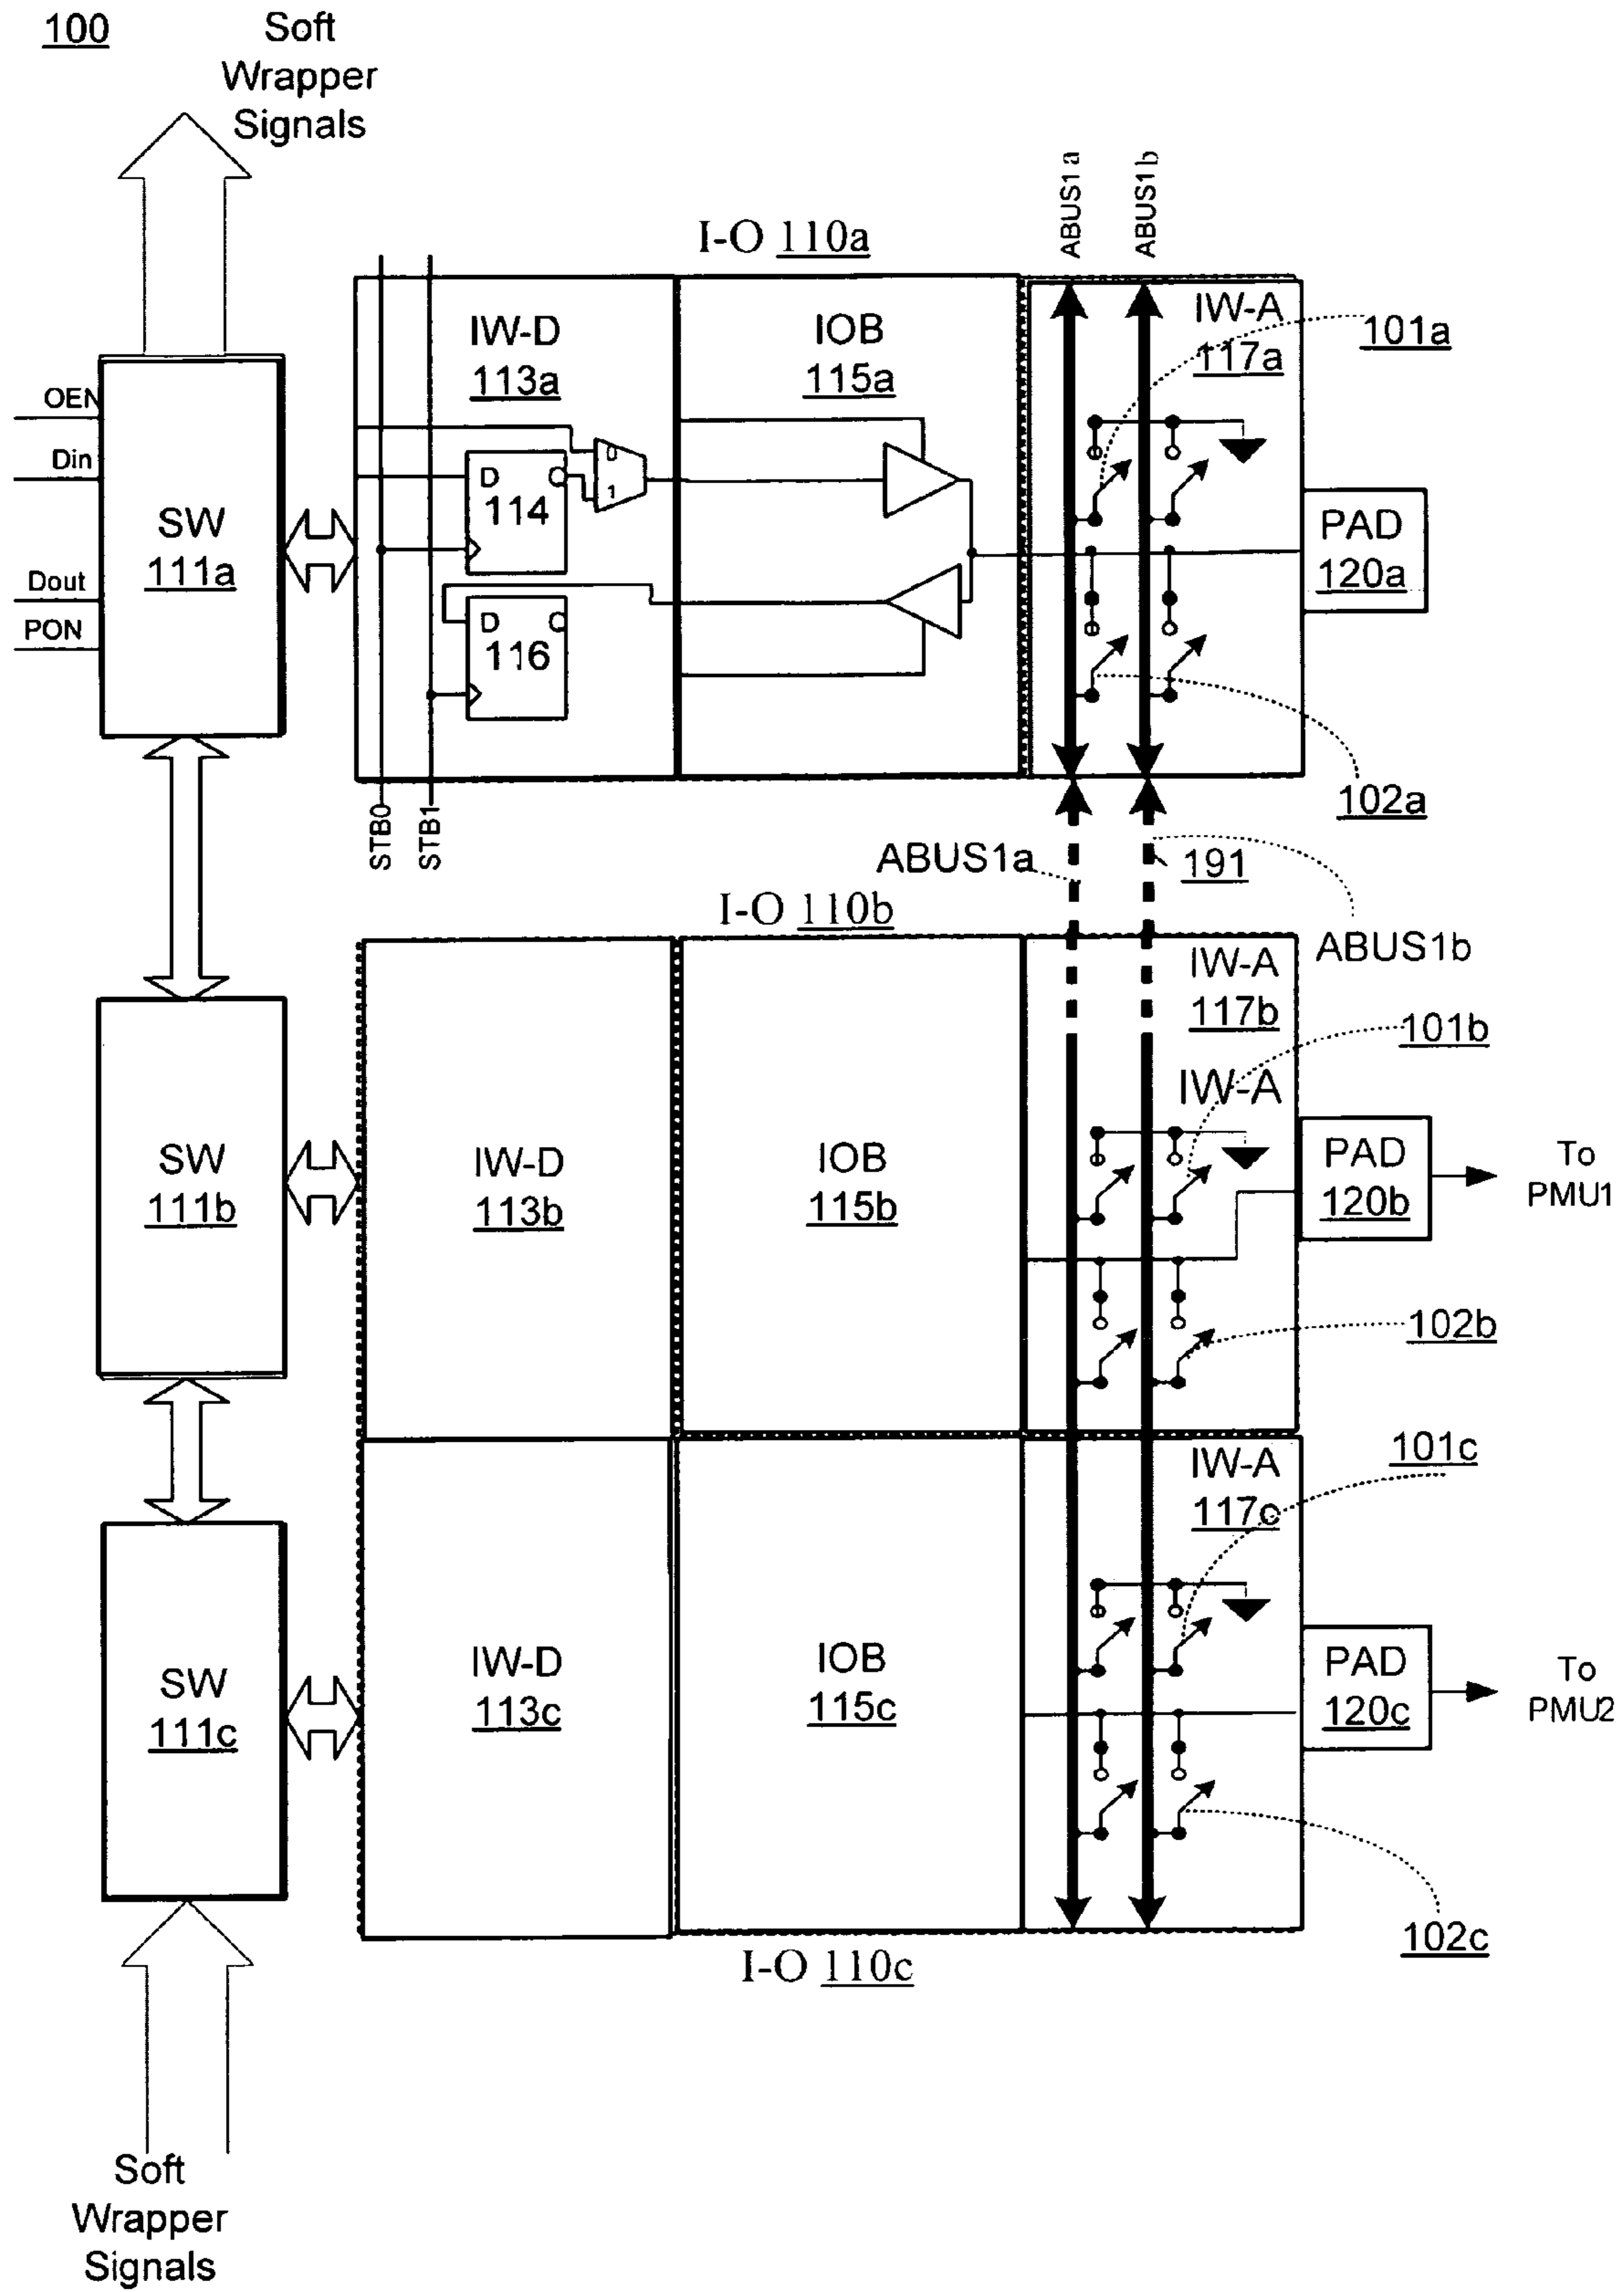 100
Soft
Wrapper
Signals
ABUS1a
ABUS1b
I-O 110a
OEN
Din
Dout
PON
SW
111a
IW-D
113a
0
1
D
114
D
116
STB0
STB1
IOB
115a
IW-A
117a
101a
PAD
120a
102a
ABUS1a
191
ABUS1b
I-O 110b
SW
111b
IW-D
113b
IOB
115b
IW-A
117b
101b
IW-A
PAD
120b
To
PMU1
102b
SW
111c
IW-D
113c
IOB
115c
IW-A
117c
101c
PAD
120c
To
PMU2
102c
I-O 110c
Soft
Wrapper
Signals